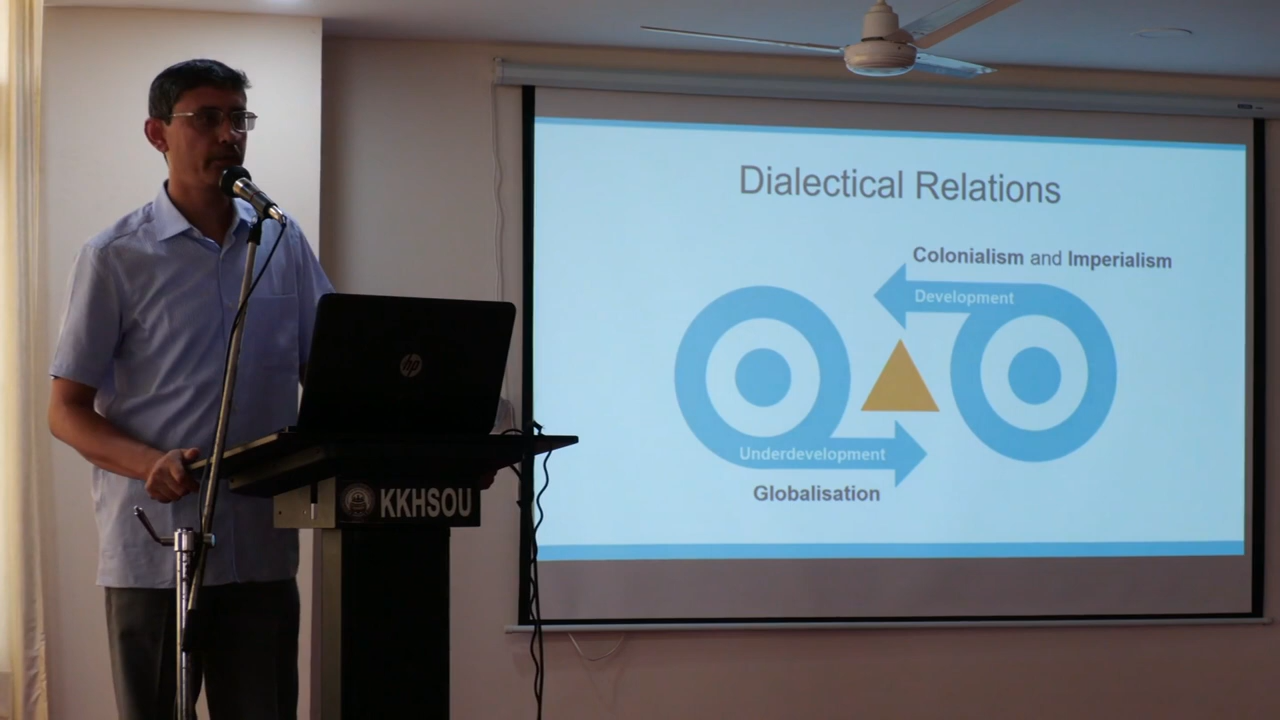 Dialectical Relations
Colonialism and Imperialism
Development
Underdevelopment
Globalisation
hp
KKHSOU